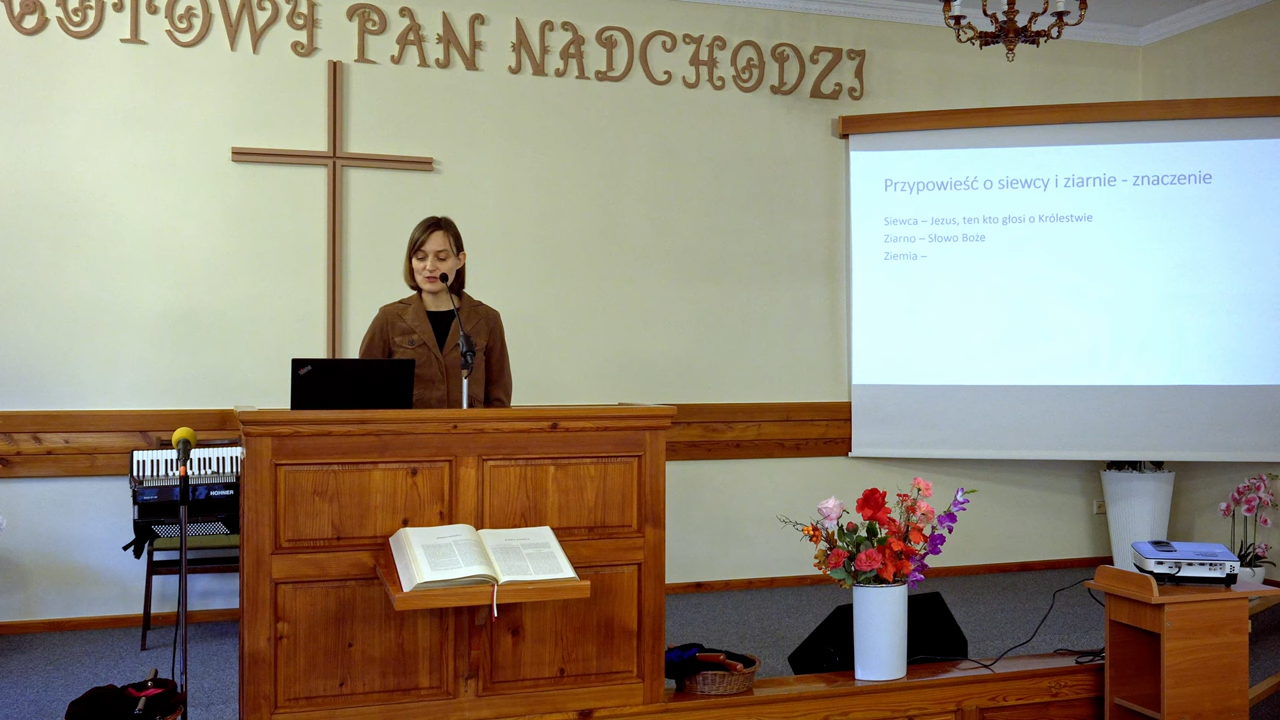 GOTOWY PAN NADCHODZI
Przypowieść o siewcy i ziarnie - znaczenie
Siewca – Jezus, ten kto głosi o Królestwie
Ziarno – Słowo Boże
Ziemia –
HOHNER